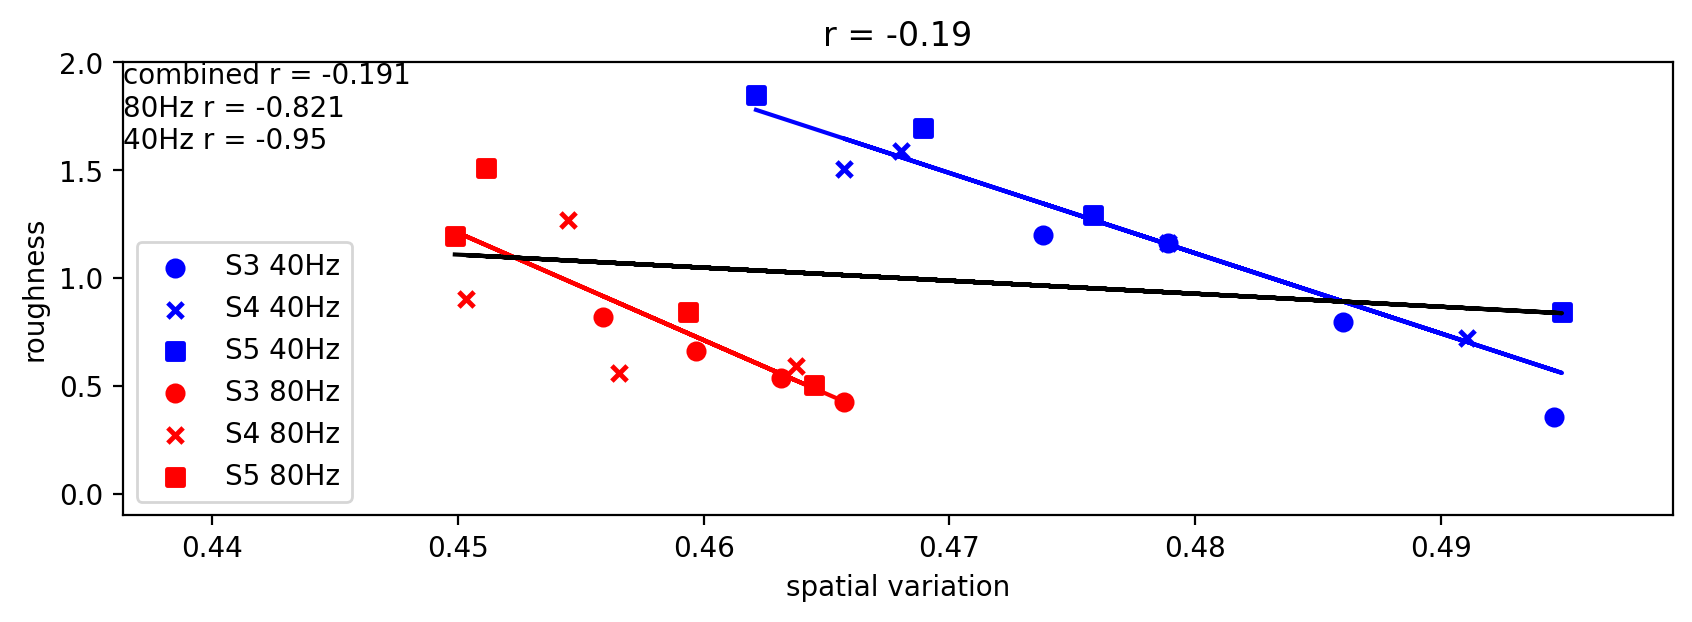 r = -0.19
combined r = -0.191
80Hz r = -0.821
40Hz r = -0.95
2.0
1.5
1.0
0.5
0.0
roughness
S3 40Hz
S4 40Hz
S5 40Hz
S3 80Hz
S4 80Hz
S5 80Hz
0.44 0.45 0.46 0.47 0.48 0.49
spatial variation